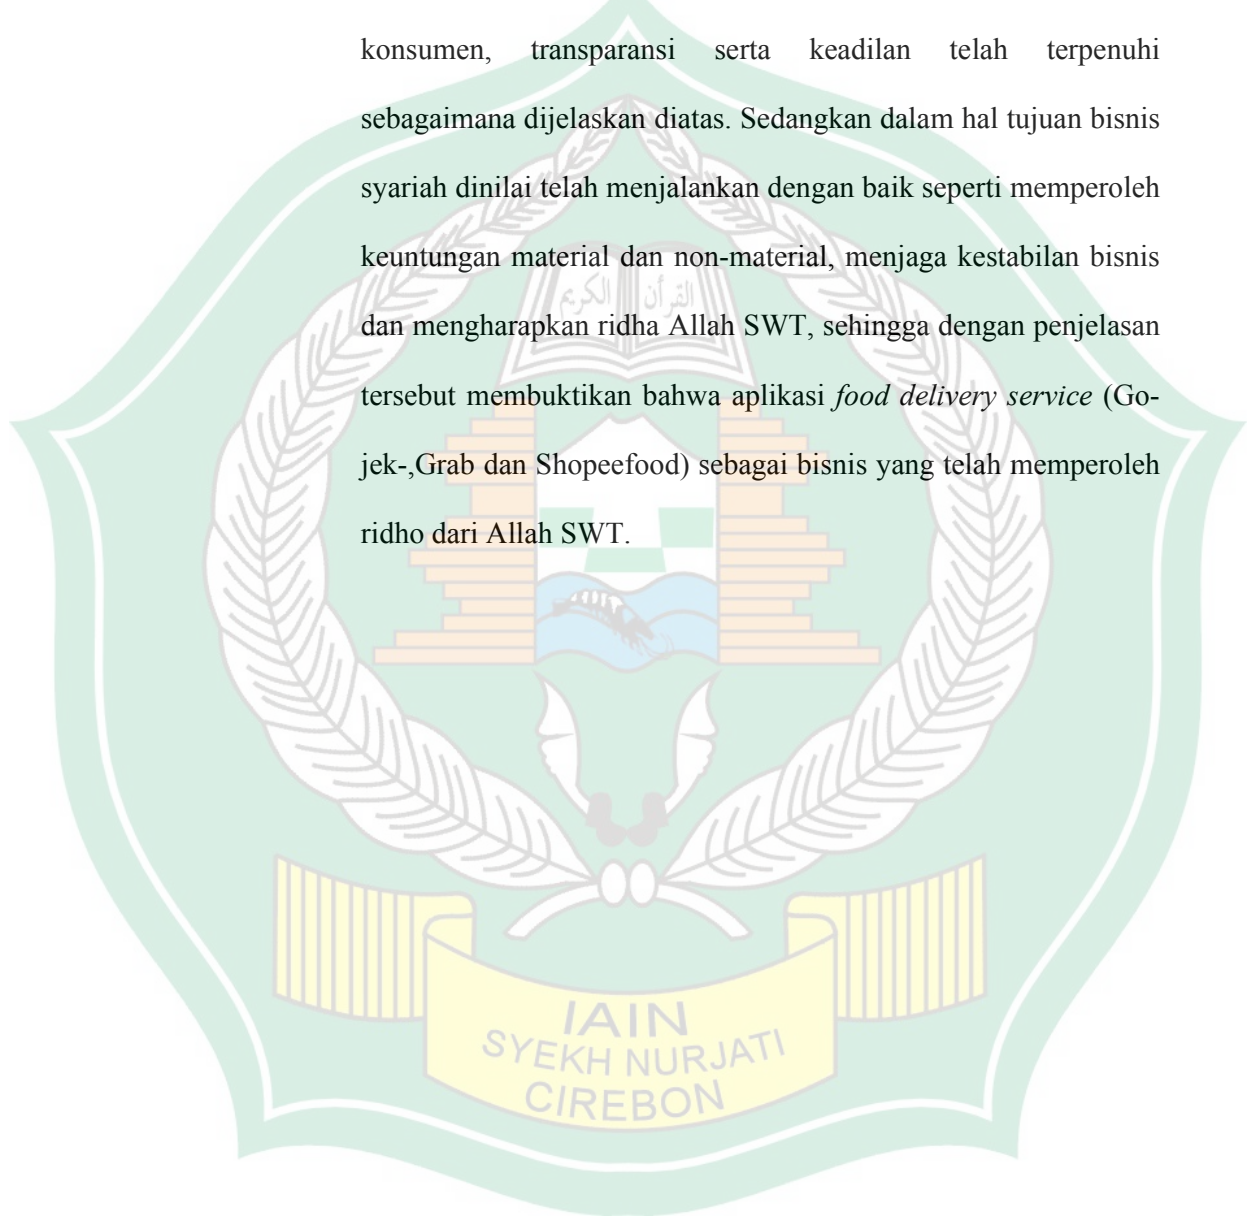 konsumen, transparansi serta keadilan telah terpenuhi
sebagaimana dijelaskan diatas. Sedangkan dalam hal tujuan bisnis
syariah dinilai telah menjalankan dengan baik seperti memperoleh
keuntungan material dan non-material, menjaga kestabilan bisnis
القرآن الكريم
dan mengharapkan ridha Allah SWT, sehingga dengan penjelasan
tersebut membuktikan bahwa aplikasi food delivery service (Go-
jek-,Grab dan Shopeefood) sebagai bisnis yang telah memperoleh
ridho dari Allah SWT.
IAIN
SYEKH NURJATI
CIREBON